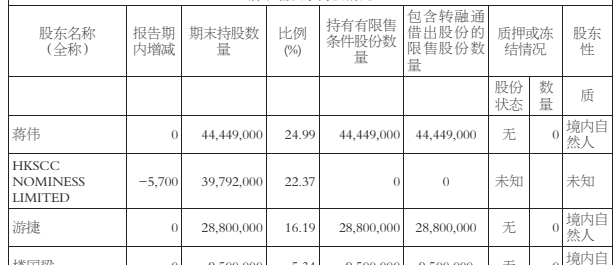 股东名称
（全称）
报告期
内增减
期末持股数
量
比例
(%)
持有有限售
条件股份数
量
包含转融通
借出股份的
限售股份数
量
质押或冻
结情况
股东
性
股份
状态
数
量
质
蒋伟 0 44,449,000 24.99 44,449,000 44,449,000 无 0 境内自
然人
HKSCC
NOMINESS
LIMITED
−5,700 39,792,000 22.37 0 0 未知 未知
游捷 0 28,800,000 16.19 28,800,000 28,800,000 无 0 境内自
然人
境内自